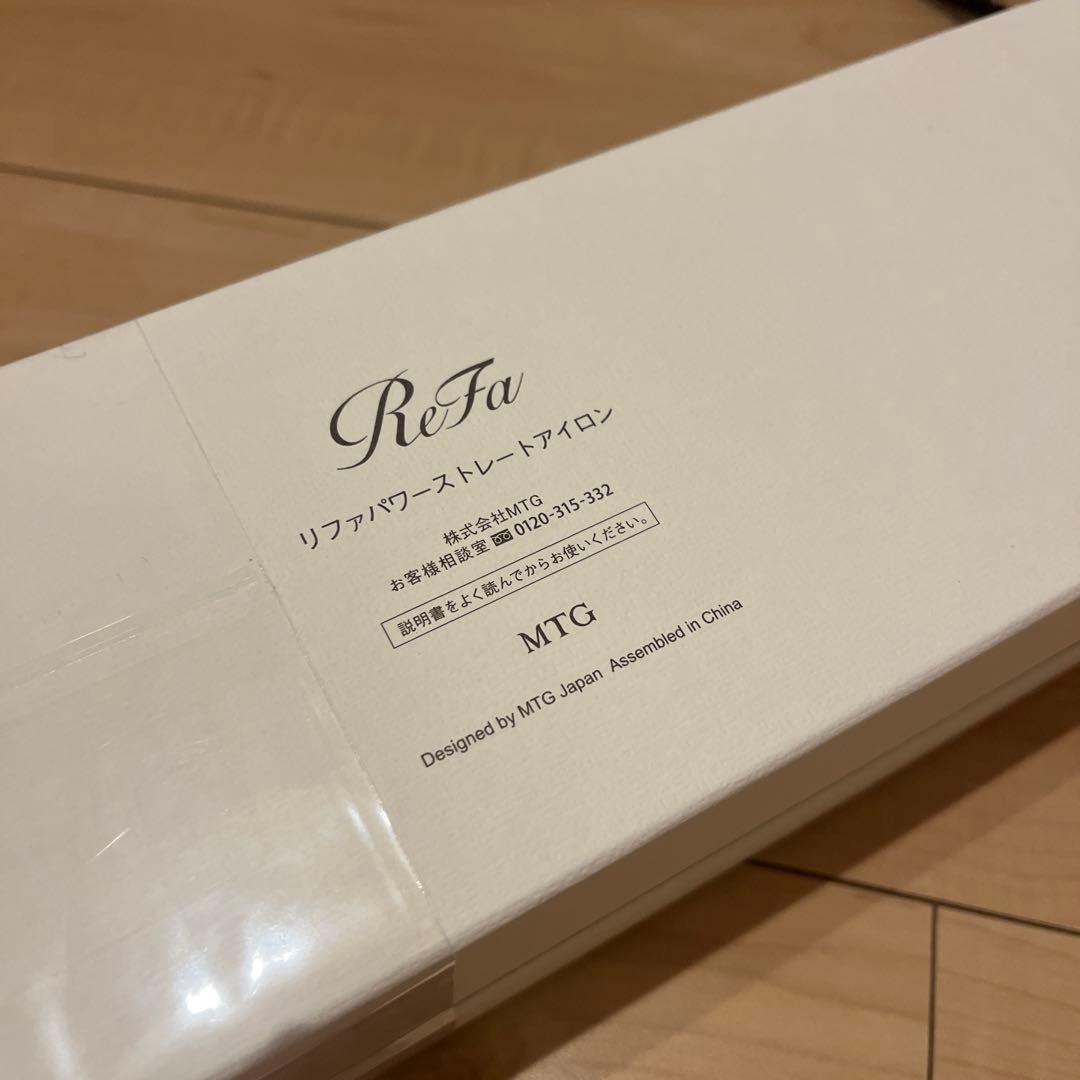 ReFa
リファパワーストレートアイロン
株式会社MTG
お客様相談室 0120-315-332
説明書をよく読んでからお使いください。
MTG
Designed by MTG Japan Assembled in China